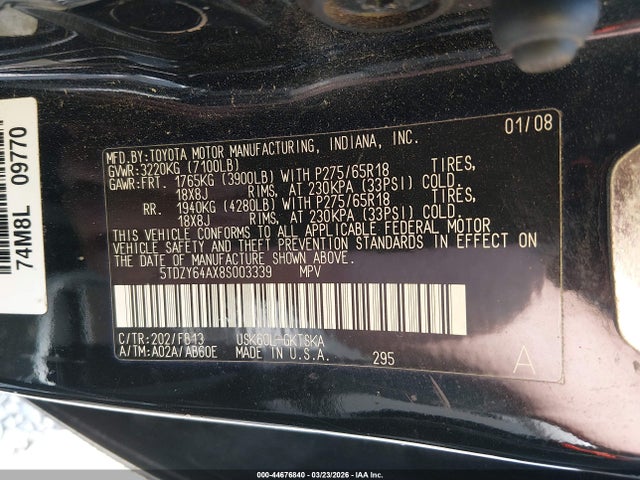 74M8L 09770
MFD.BY:TOYOTA MOTOR MANUFACTURING, INDIANA, INC. 01/08
GVWR:3220KG (7100LB)
GAWR:FRT. 1765KG (3900LB) WITH P275/65R18 TIRES,
18X8J RIMS, AT 230KPA (33PSI) COLD.
RR. 1940KG (4280LB) WITH P275/65R18 TIRES,
18X8J RIMS, AT 230KPA (33PSI) COLD.
THIS VEHICLE CONFORMS TO ALL APPLICABLE FEDERAL MOTOR
VEHICLE SAFETY AND THEFT PREVENTION STANDARDS IN EFFECT ON
THE DATE OF MANUFACTURE SHOWN ABOVE.
5TDZY64AX8S003339 MPV
C/TR:202/FB13 USK60L-GKTSKA
A/TM:A02A/AB60E MADE IN U.S.A. 295 A
000-44676840 - 03/23/2026 - IAA Inc.